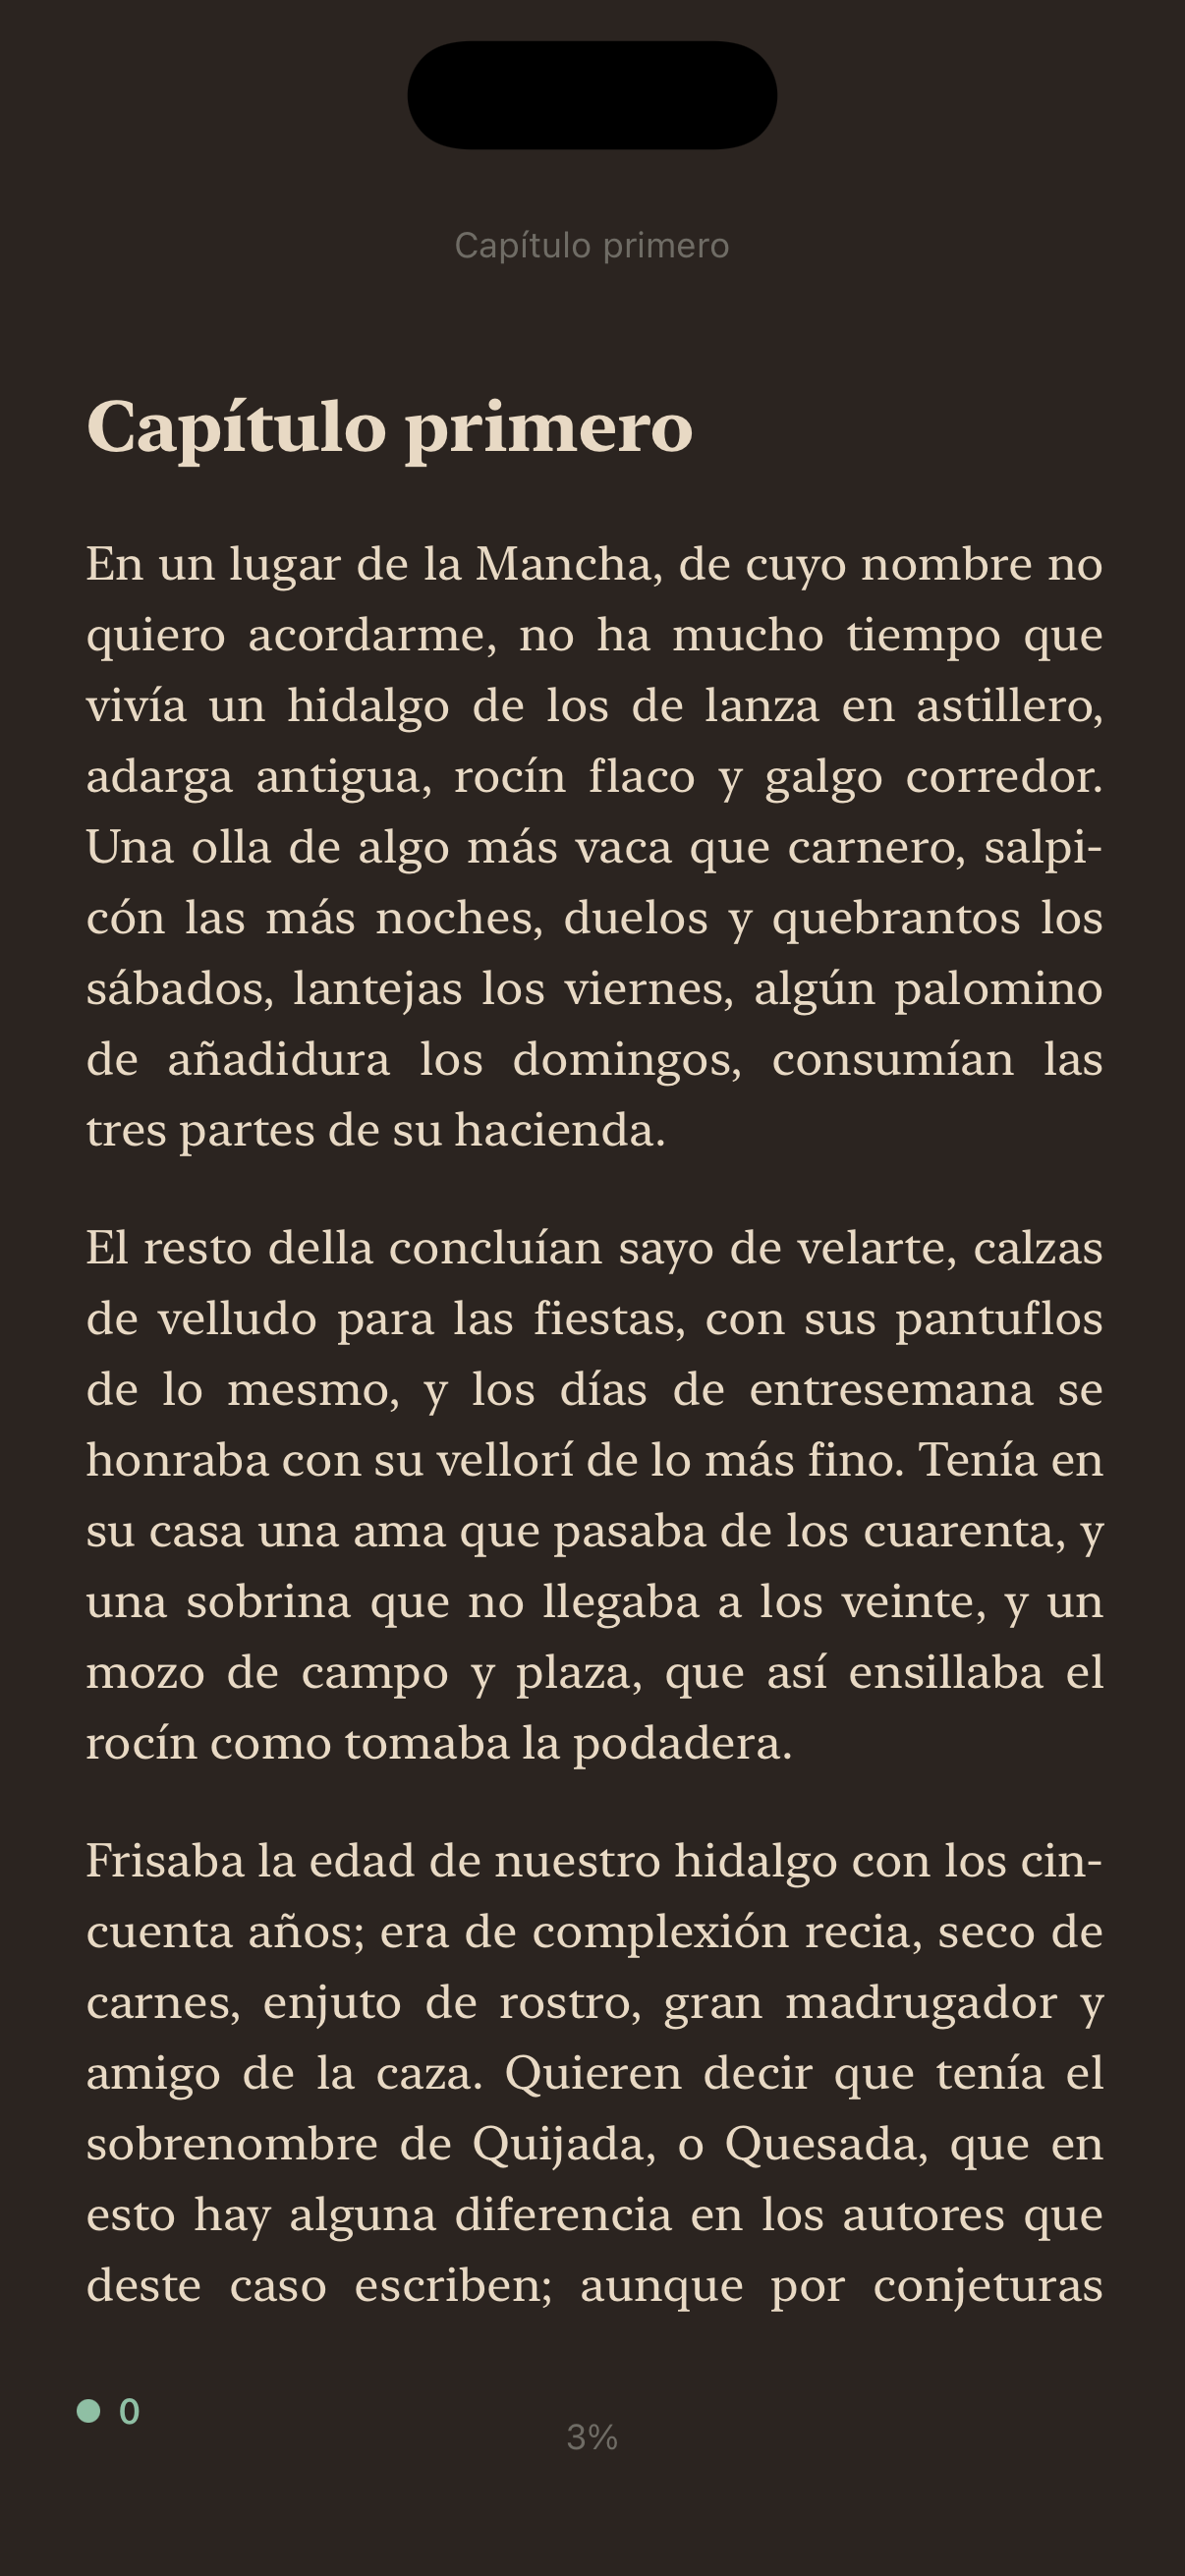 Capítulo primero
Capítulo primero
En un lugar de la Mancha, de cuyo nombre no
quiero acordarme, no ha mucho tiempo que
vivía un hidalgo de los de lanza en astillero,
adarga antigua, rocín flaco y galgo corredor.
Una olla de algo más vaca que carnero, salpi-
cón las más noches, duelos y quebrantos los
sábados, lantejas los viernes, algún palomino
de añadidura los domingos, consumían las
tres partes de su hacienda.
El resto della concluían sayo de velarte, calzas
de velludo para las fiestas, con sus pantuflos
de lo mesmo, y los días de entresemana se
honraba con su vellorí de lo más fino. Tenía en
su casa una ama que pasaba de los cuarenta, y
una sobrina que no llegaba a los veinte, y un
mozo de campo y plaza, que así ensillaba el
rocín como tomaba la podadera.
Frisaba la edad de nuestro hidalgo con los cin-
cuenta años; era de complexión recia, seco de
carnes, enjuto de rostro, gran madrugador y
amigo de la caza. Quieren decir que tenía el
sobrenombre de Quijada, o Quesada, que en
esto hay alguna diferencia en los autores que
deste caso escriben; aunque por conjeturas
0
3%